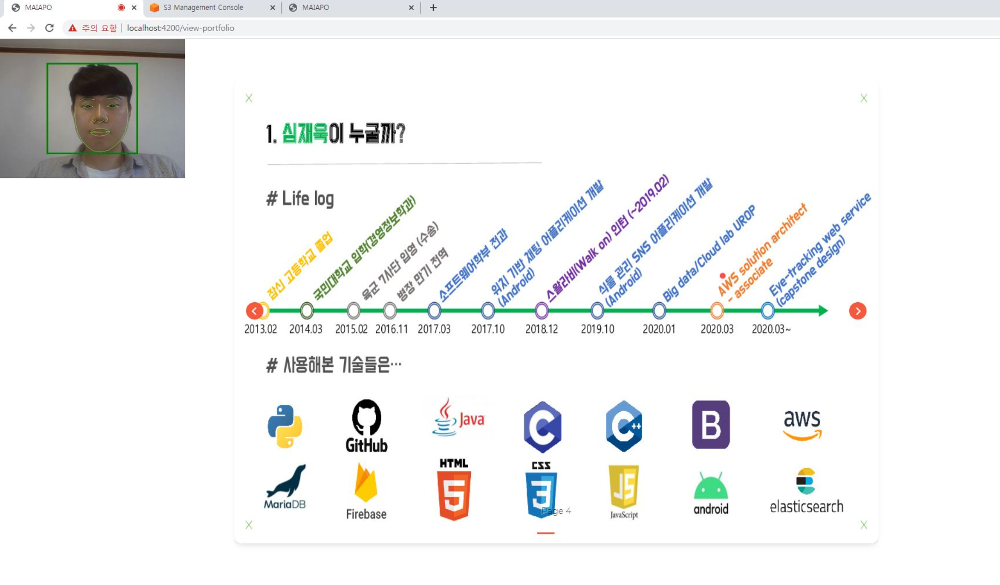 MAIAPO
S3 Management Console
MAIAPO
주의 요함
localhost:4200/view-portfolio
X
X
1. 심재욱이 누굴까?
# Life log
잠신 고등학교 졸업
국민대학교 입학(경영정보학과)
육군 7사단 입영 (수송)
병장 만기 전역
소프트웨어학부 전과
위치 기반 채팅 어플리케이션 개발
(Android)
스왈라비(Walk on) 인턴 (~2019.02)
식물 관리 SNS 어플리케이션 개발
(Android)
Big data/Cloud lab UROP
AWS solution architect
- associate
Eye-tracking web service
(capstone design)
2013.02 2014.03 2015.02 2016.11 2017.03 2017.10 2018.12 2019.10 2020.01 2020.03 2020.03~
# 사용해본 기술들은…
GitHub
Java
C
C++
B
aws
MariaDB
Firebase
HTML
5
CSS
3
JS
JavaScript
android
elasticsearch
Page 4
X
X